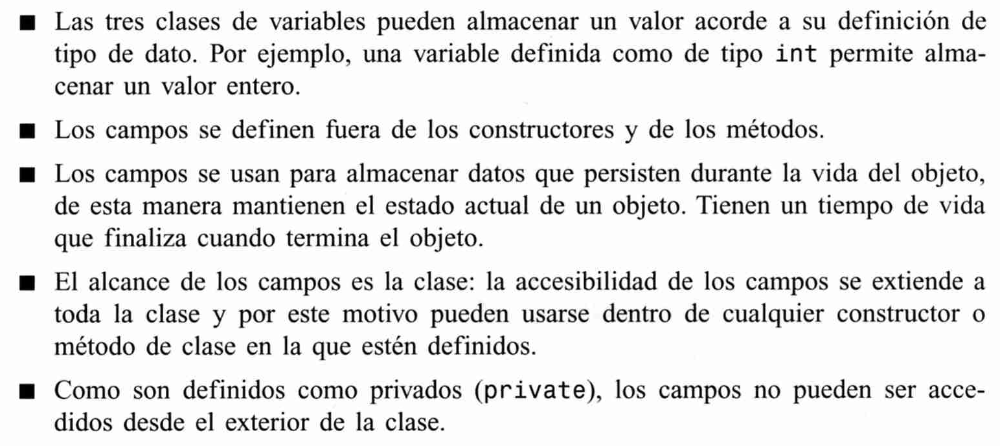 ■ Las tres clases de variables pueden almacenar un valor acorde a su definición de
tipo de dato. Por ejemplo, una variable definida como de tipo int permite alma-
cenar un valor entero.
■ Los campos se definen fuera de los constructores y de los métodos.
■ Los campos se usan para almacenar datos que persisten durante la vida del objeto,
de esta manera mantienen el estado actual de un objeto. Tienen un tiempo de vida
que finaliza cuando termina el objeto.
■ El alcance de los campos es la clase: la accesibilidad de los campos se extiende a
toda la clase y por este motivo pueden usarse dentro de cualquier constructor o
método de clase en la que estén definidos.
■ Como son definidos como privados (private), los campos no pueden ser acce-
didos desde el exterior de la clase.